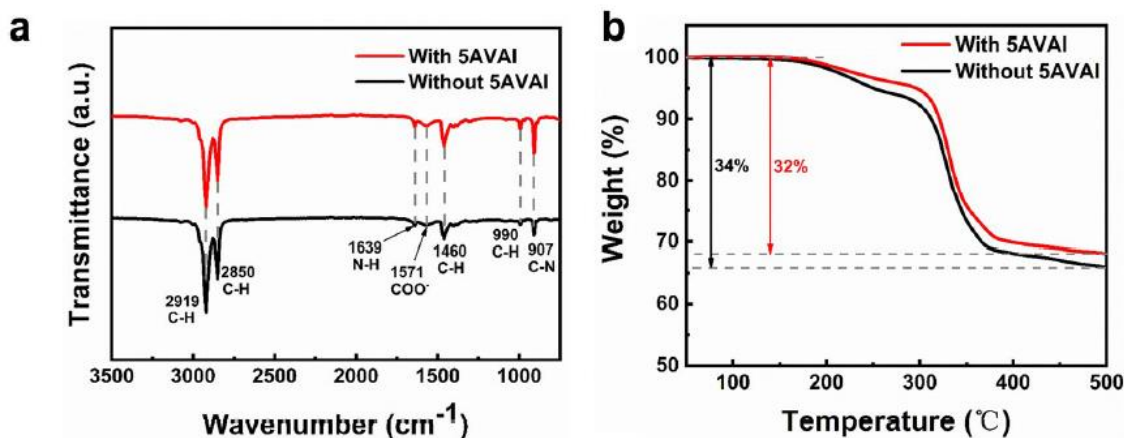 a
With 5AVAI
Without 5AVAI
Transmittance (a.u.)
2919
C-H
2850
C-H
1639
N-H
1571
COO-
1460
C-H
990
C-H
907
C-N
3500 3000 2500 2000 1500 1000
Wavenumber (cm-1)
b
With 5AVAI
Without 5AVAI
Weight (%)
100
90
80
70
60
50
34%
32%
100 200 300 400 500
Temperature (℃)